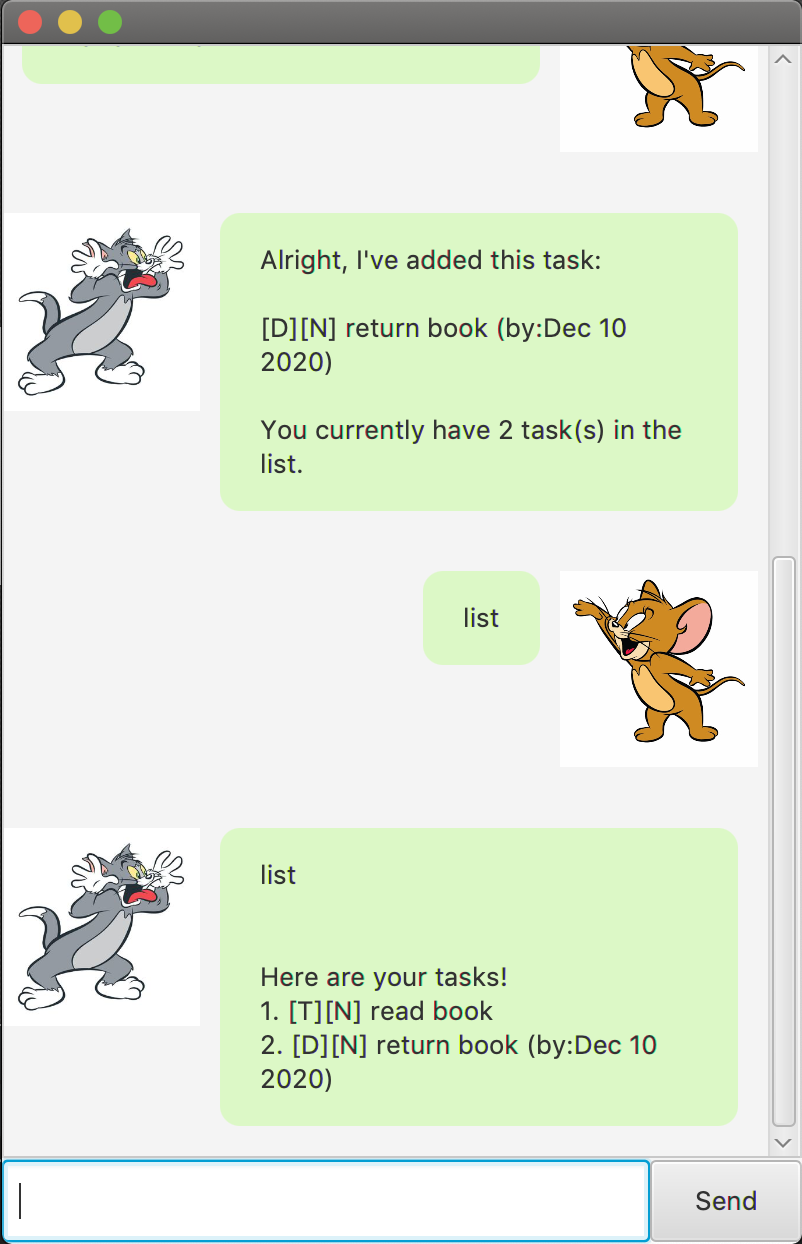 Alright, I've added this task:
[D][N] return book (by:Dec 10
2020)
You currently have 2 task(s) in the
list.
list
list
Here are your tasks!
1. [T][N] read book
2. [D][N] return book (by:Dec 10
2020)
Send